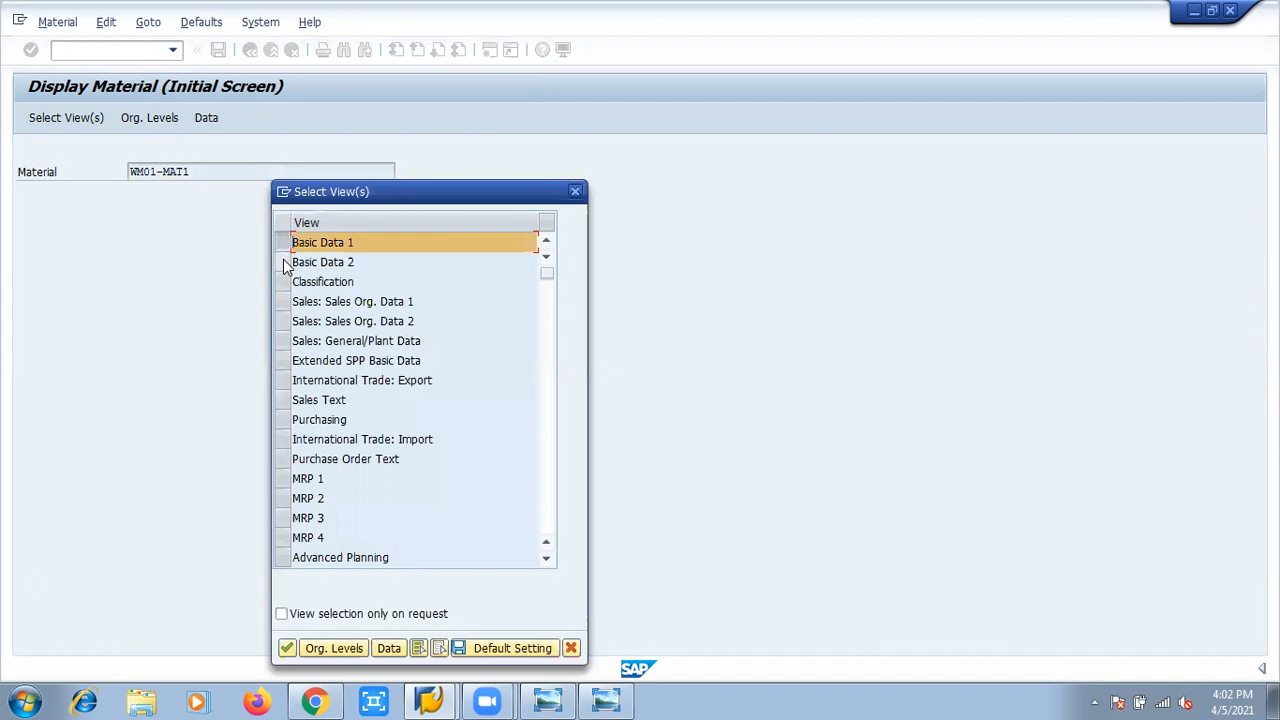 Material Edit Goto Defaults System Help
Display Material (Initial Screen)
Select View(s) Org. Levels Data
Material WM01-MAT1
Select View(s)
View
Basic Data 1
Basic Data 2
Classification
Sales: Sales Org. Data 1
Sales: Sales Org. Data 2
Sales: General/Plant Data
Extended SPP Basic Data
International Trade: Export
Sales Text
Purchasing
International Trade: Import
Purchase Order Text
MRP 1
MRP 2
MRP 3
MRP 4
Advanced Planning
View selection only on request
Org. Levels Data Default Setting
SAP
4:02 PM
4/5/2021